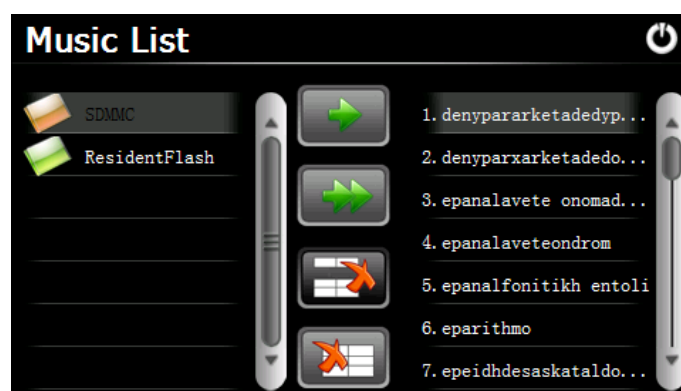 Music List
SDMMC
ResidentFlash
1. denypararketadedyp...
2. denyparxarketadedo...
3. epanalavete onomad...
4. epanalaveteondrom
5. epanalfonitikh entoli
6. eparithmo
7. epeidhdesaskataldo...